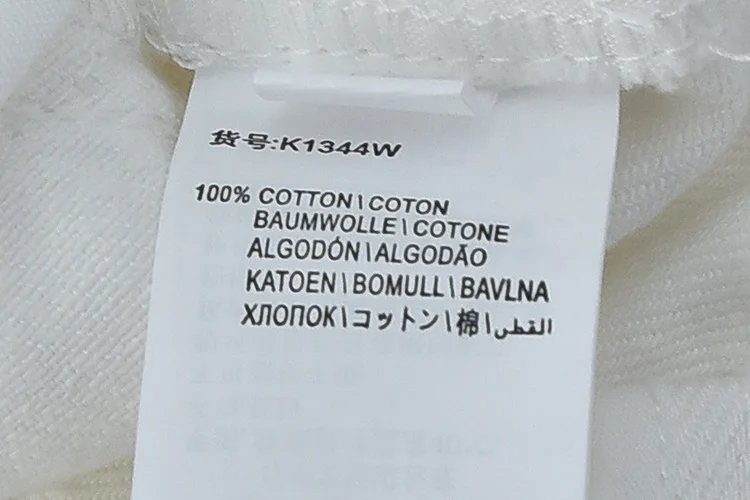 货号:K1344W
100% COTTON\COTON
BAUMWOLLE\COTONE
ALGODÓN\ALGODÃO
KATOEN\BOMULL\BAVLNA
ХЛОПОК\コットン\棉\القطن